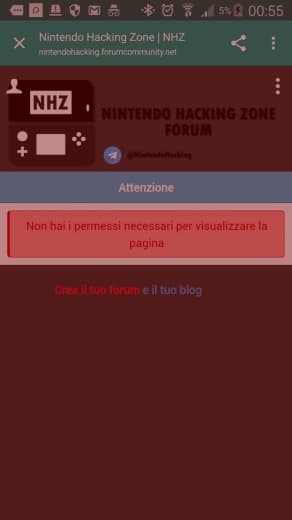 5% 00:55
Nintendo Hacking Zone | NHZ
nintendohacking.forumcommunity.net
NHZ
NINTENDO HACKING ZONE
FORUM
@NintendoHacking
Attenzione
Non hai i permessi necessari per visualizzare la
pagina
Crea il tuo forum e il tuo blog